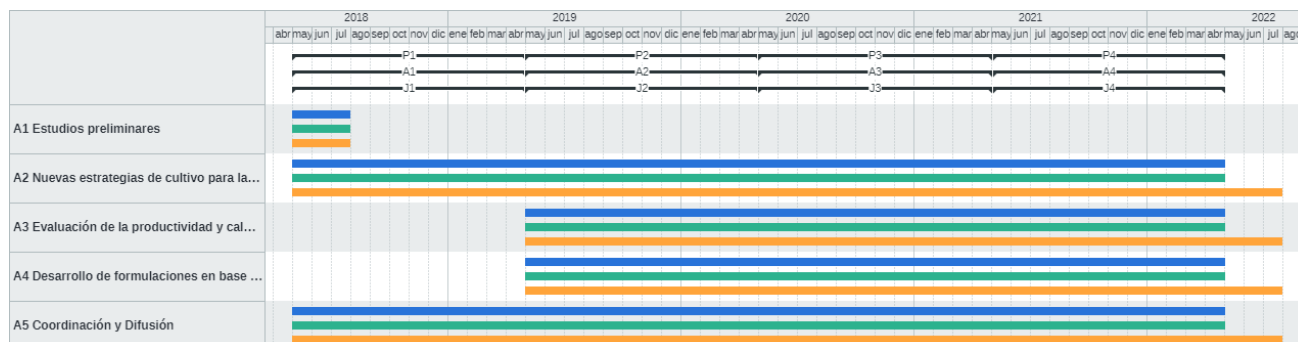 2018 2019 2020 2021 2022
abr may jun jul ago sep oct nov dic ene feb mar abr may jun jul ago sep oct nov dic ene feb mar abr may jun jul ago sep oct nov dic ene feb mar abr may jun jul ago sep oct nov dic ene feb mar abr may jun jul ago
P1 P2 P3 P4
A1 A2 A3 A4
J1 J2 J3 J4
A1 Estudios preliminares
A2 Nuevas estrategias de cultivo para la...
A3 Evaluación de la productividad y cal...
A4 Desarrollo de formulaciones en base ...
A5 Coordinación y Difusión